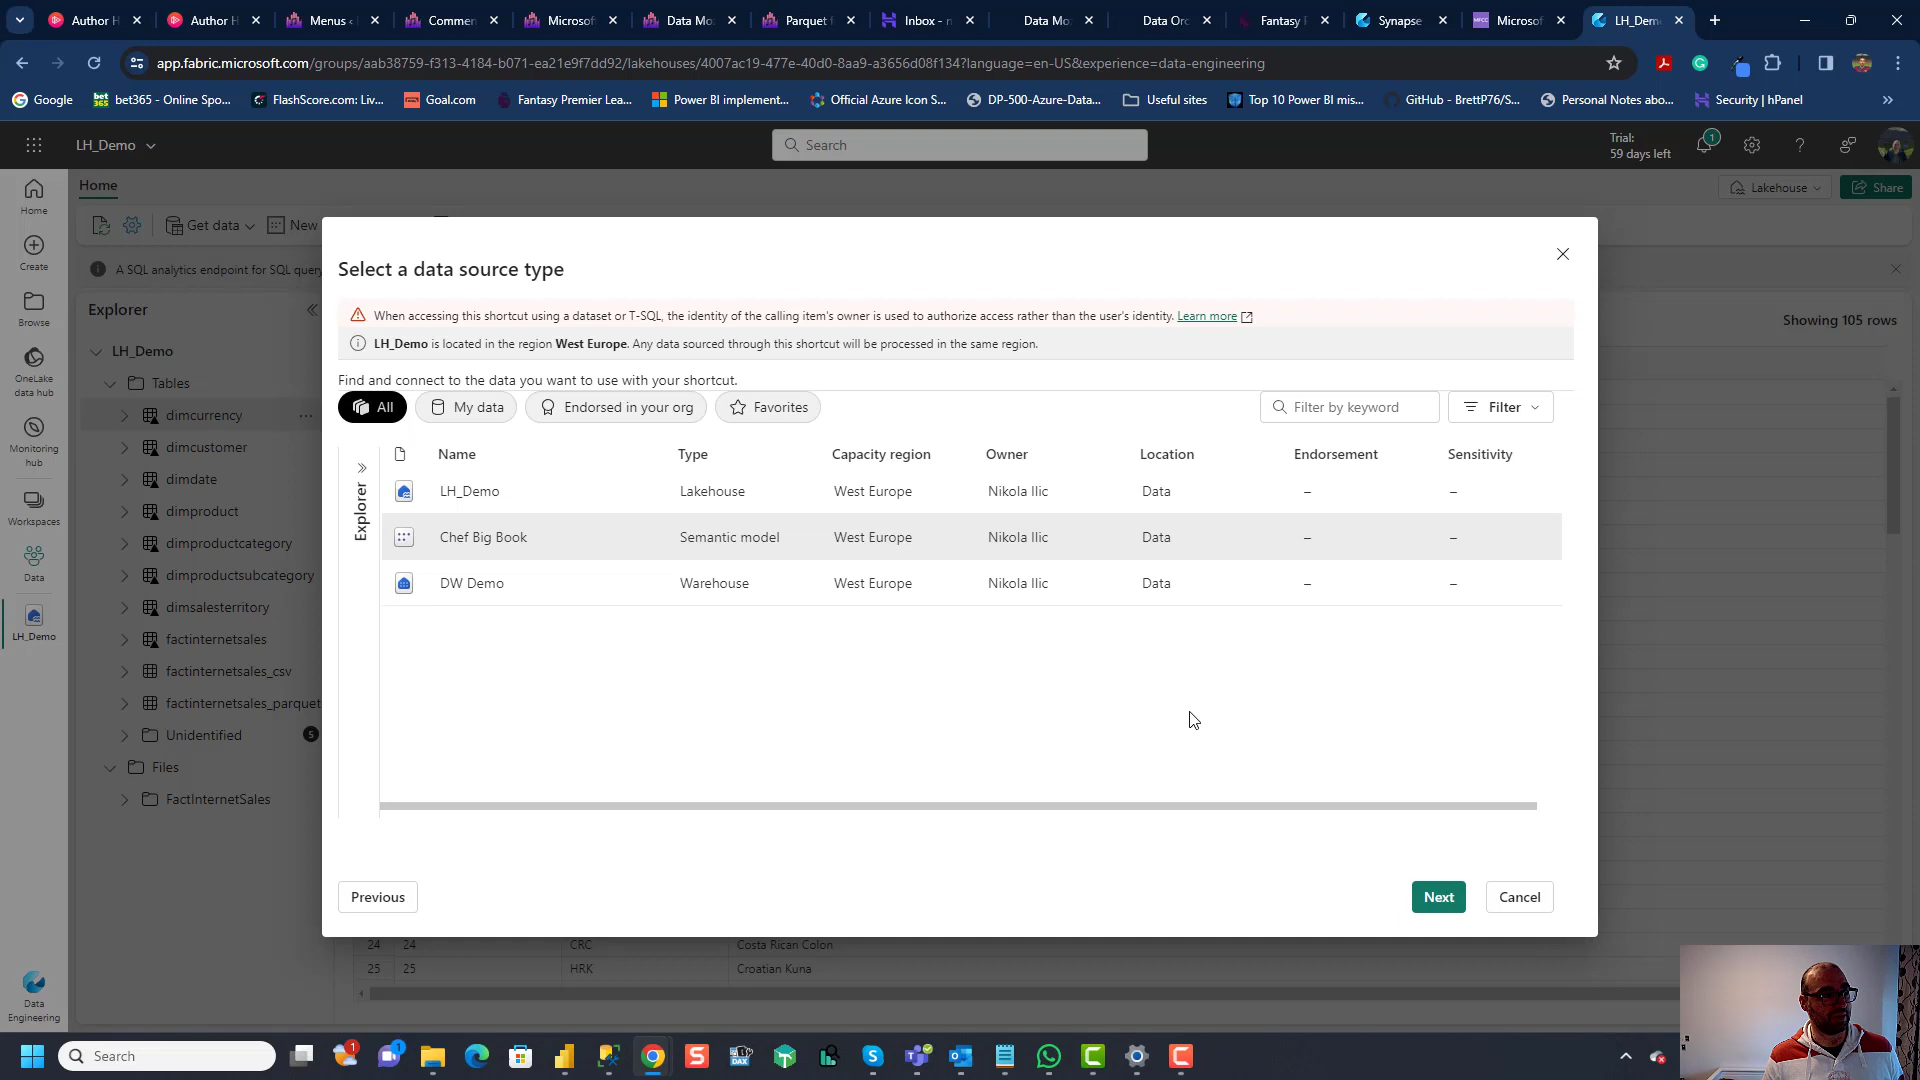 Author H
Author H
Menus <
Commen
Microsof
Data Mo
Parquet f
Inbox - n
Data Mo
Data Orc
Fantasy
Synapse
Microsof
LH_Dem
app.fabric.microsoft.com/groups/aab38759-f313-4184-b071-ea21e9f7dd92/lakehouses/4007ac19-477e-40d0-8aa9-a3656d08f134?language=en-US&experience=data-engineering
Google
bet365 - Online Spo...
FlashScore.com: Liv...
Goal.com
Fantasy Premier Lea...
Power BI implement...
Official Azure Icon S...
DP-500-Azure-Data...
Useful sites
Top 10 Power BI mis...
GitHub - BrettP76/S...
Personal Notes abo...
Security | hPanel
LH_Demo
Search
Trial:
59 days left
1
Home
Lakehouse
Share
Get data
New
A SQL analytics endpoint for SQL query
Home
Create
Browse
OneLake
data hub
Monitoring
hub
Workspaces
Data
LH_Demo
Data
Engineering
Explorer
LH_Demo
Tables
dimcurrency
dimcustomer
dimdate
dimproduct
dimproductcategory
dimproductsubcategory
dimsalesterritory
factinternetsales
factinternetsales_csv
factinternetsales_parquet
Unidentified
5
Files
FactInternetSales
Showing 105 rows
Select a data source type
When accessing this shortcut using a dataset or T-SQL, the identity of the calling item's owner is used to authorize access rather than the user's identity. Learn more
LH_Demo is located in the region West Europe. Any data sourced through this shortcut will be processed in the same region.
Find and connect to the data you want to use with your shortcut.
All
My data
Endorsed in your org
Favorites
Filter by keyword
Filter
Explorer
Name Type Capacity region Owner Location Endorsement Sensitivity
LH_Demo Lakehouse West Europe Nikola Ilic Data – –
Chef Big Book Semantic model West Europe Nikola Ilic Data – –
DW Demo Warehouse West Europe Nikola Ilic Data – –
Previous
Next
Cancel
24 24 CRC Costa Rican Colon
25 25 HRK Croatian Kuna
Search
1
1
DAX